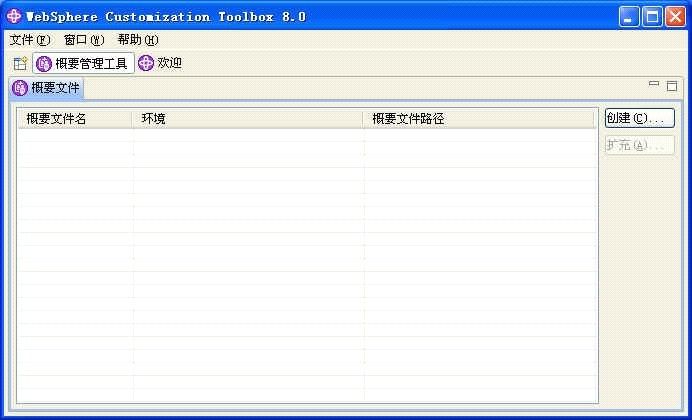 WebSphere Customization Toolbox 8.0
文件(F) 窗口(W) 帮助(H)
概要管理工具 欢迎
概要文件
概要文件名 环境 概要文件路径 创建(C)...
扩充(A)...